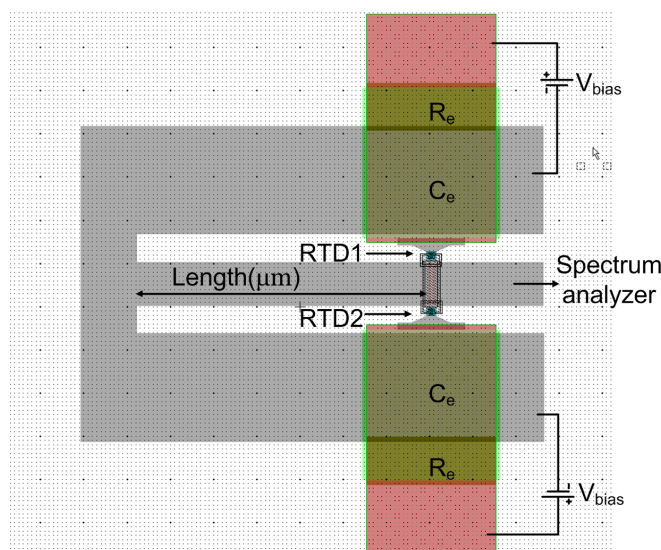 V_bias
R_e
C_e
RTD1
Length(μm)
Spectrum
analyzer
RTD2
C_e
R_e
V_bias